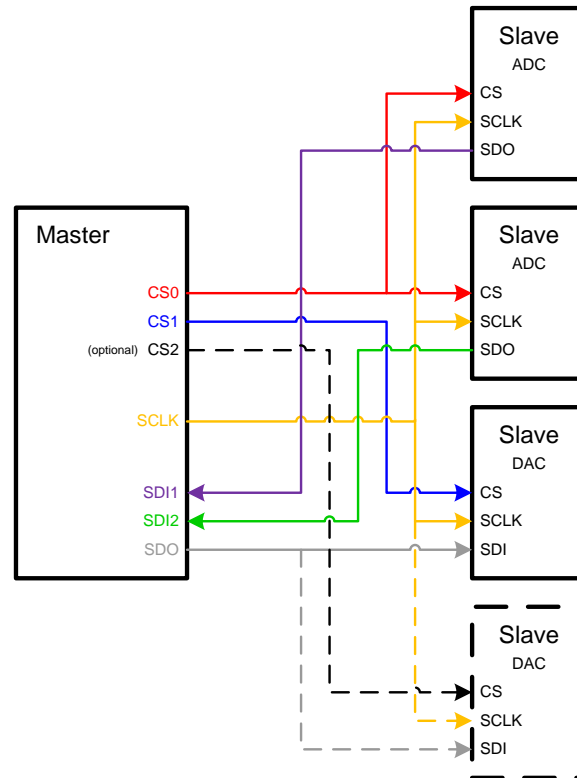 Slave
ADC
CS
SCLK
SDO
Master
CS0
CS1
(optional) CS2
SCLK
SDI1
SDI2
SDO
Slave
ADC
CS
SCLK
SDO
Slave
DAC
CS
SCLK
SDI
Slave
DAC
CS
SCLK
SDI